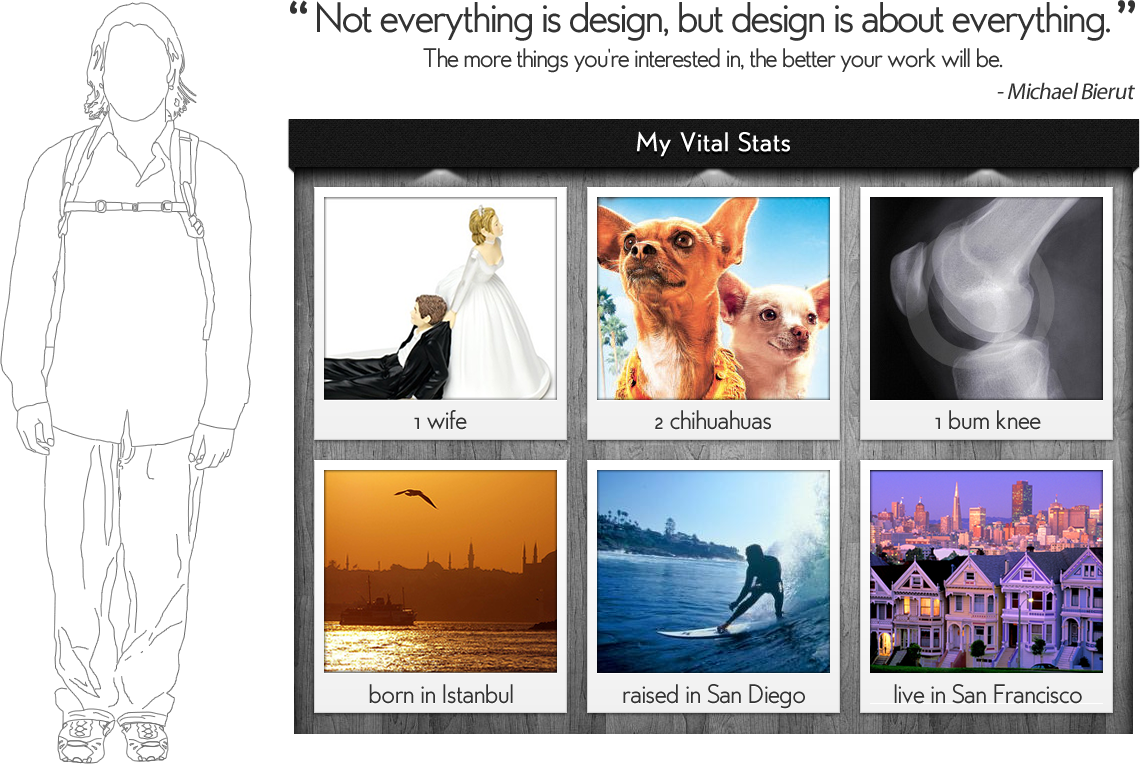 “ Not everything is design, but design is about everything. ”
The more things you're interested in, the better your work will be.
- Michael Bierut
My Vital Stats
1 wife
2 chihuahuas
1 bum knee
born in Istanbul
raised in San Diego
live in San Francisco